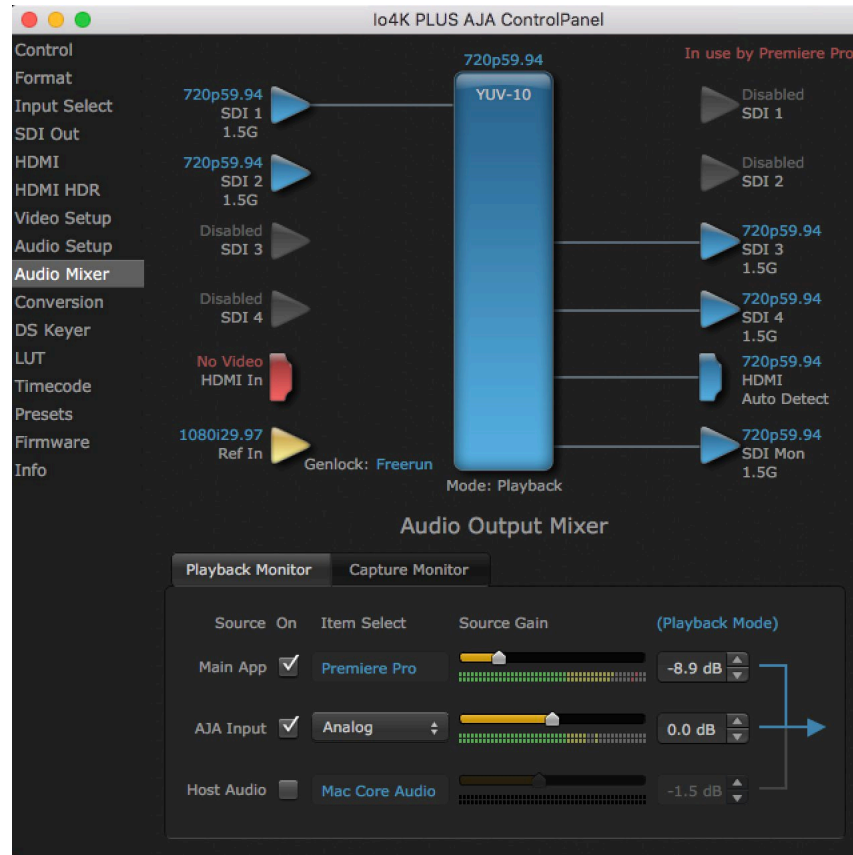 Io4K PLUS AJA ControlPanel
Control
Format
Input Select
SDI Out
HDMI
HDMI HDR
Video Setup
Audio Setup
Audio Mixer
Conversion
DS Keyer
LUT
Timecode
Presets
Firmware
Info
720p59.94
In use by Premiere Pro
YUV-10
720p59.94
SDI 1
1.5G
720p59.94
SDI 2
1.5G
Disabled
SDI 3
Disabled
SDI 4
No Video
HDMI In
1080i29.97
Ref In
Genlock: Freerun
Mode: Playback
Disabled
SDI 1
Disabled
SDI 2
720p59.94
SDI 3
1.5G
720p59.94
SDI 4
1.5G
720p59.94
HDMI
Auto Detect
720p59.94
SDI Mon
1.5G
Audio Output Mixer
Playback Monitor Capture Monitor
Source On Item Select Source Gain (Playback Mode)
Main App Premiere Pro -8.9 dB
AJA Input Analog 0.0 dB
Host Audio Mac Core Audio -1.5 dB